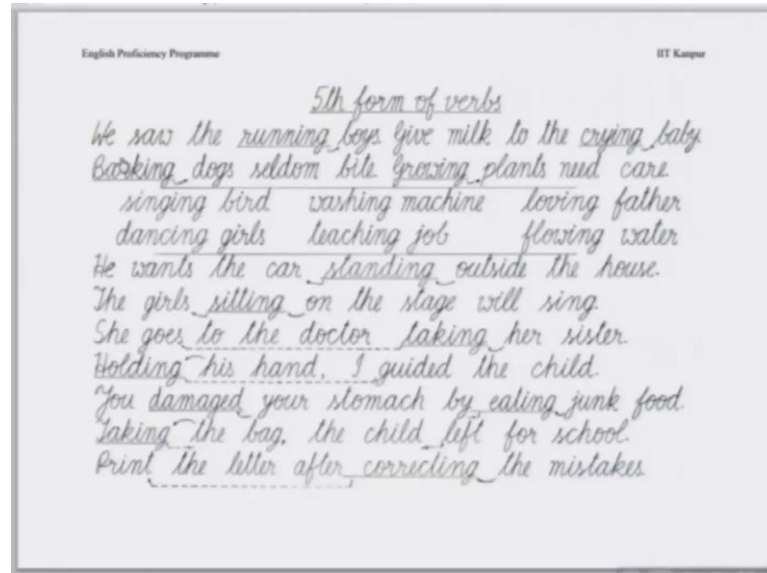 English Proficiency Programme IIT Kanpur
5th form of verbs
We saw the running boys Give milk to the crying baby
Barking dogs seldom bite Growing plants need care
singing bird washing machine loving father
dancing girls teaching job flowing water
He wants the car standing outside the house.
The girls sitting on the stage will sing.
She goes to the doctor taking her sister.
Holding his hand, I guided the child.
You damaged your stomach by eating junk food.
Taking the bag, the child left for school.
Print the letter after correcting the mistakes